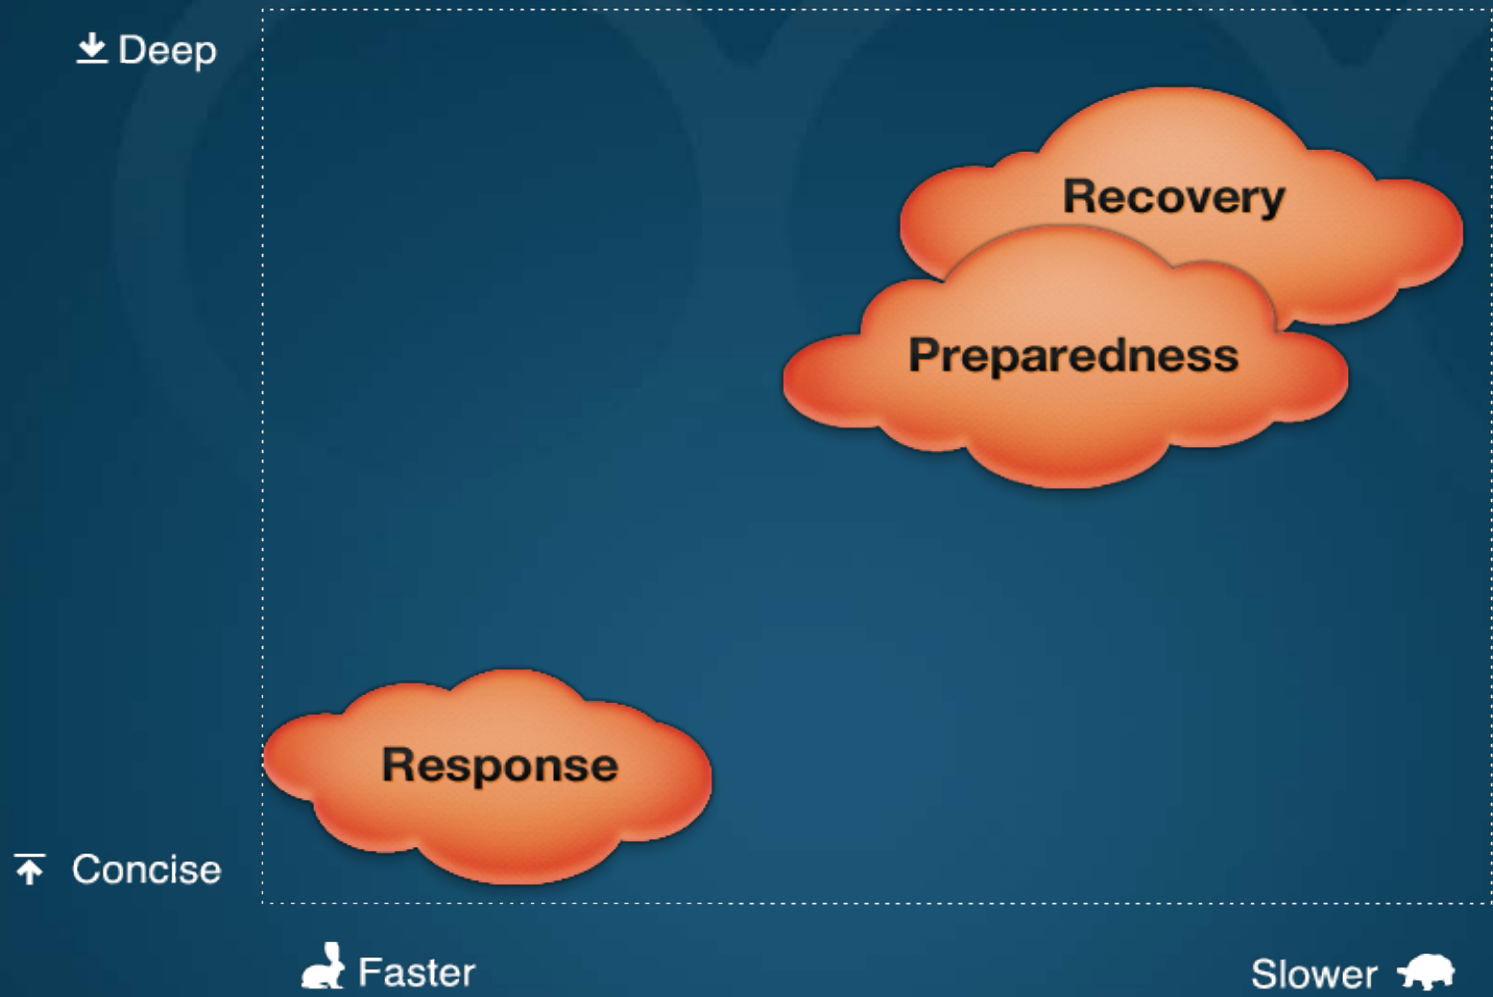 Deep
Recovery
Preparedness
Response
Concise
Faster
Slower